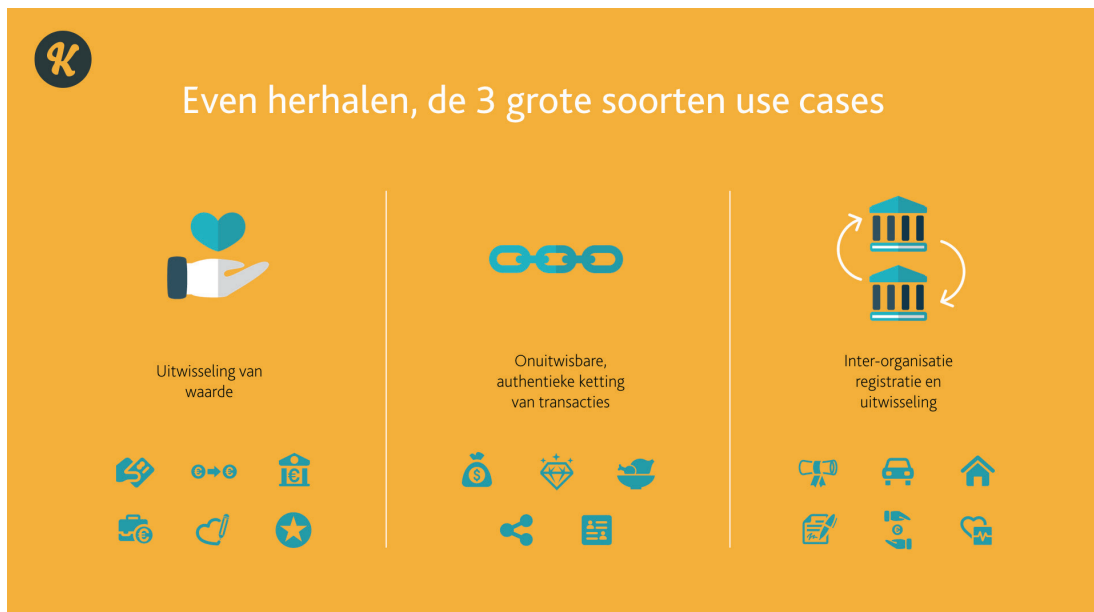 K
Even herhalen, de 3 grote soorten use cases
Uitwisseling van
waarde
Onuitwisbare,
authentieke ketting
van transacties
Inter-organisatie
registratie en
uitwisseling